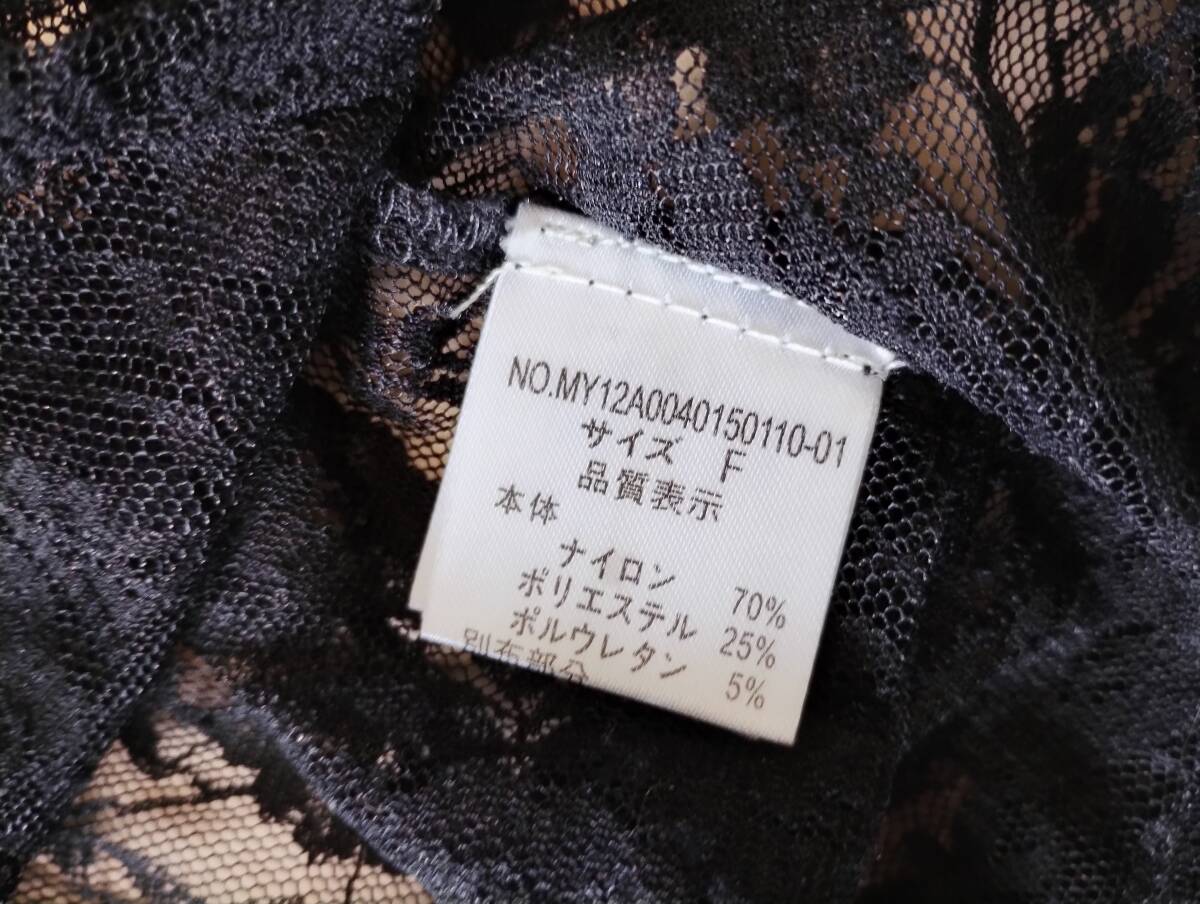 NO.MY12A0040150110-01
サイズ F
品質表示
本体
ナイロン 70%
ポリエステル 25%
ポルウレタン 5%
別布部分